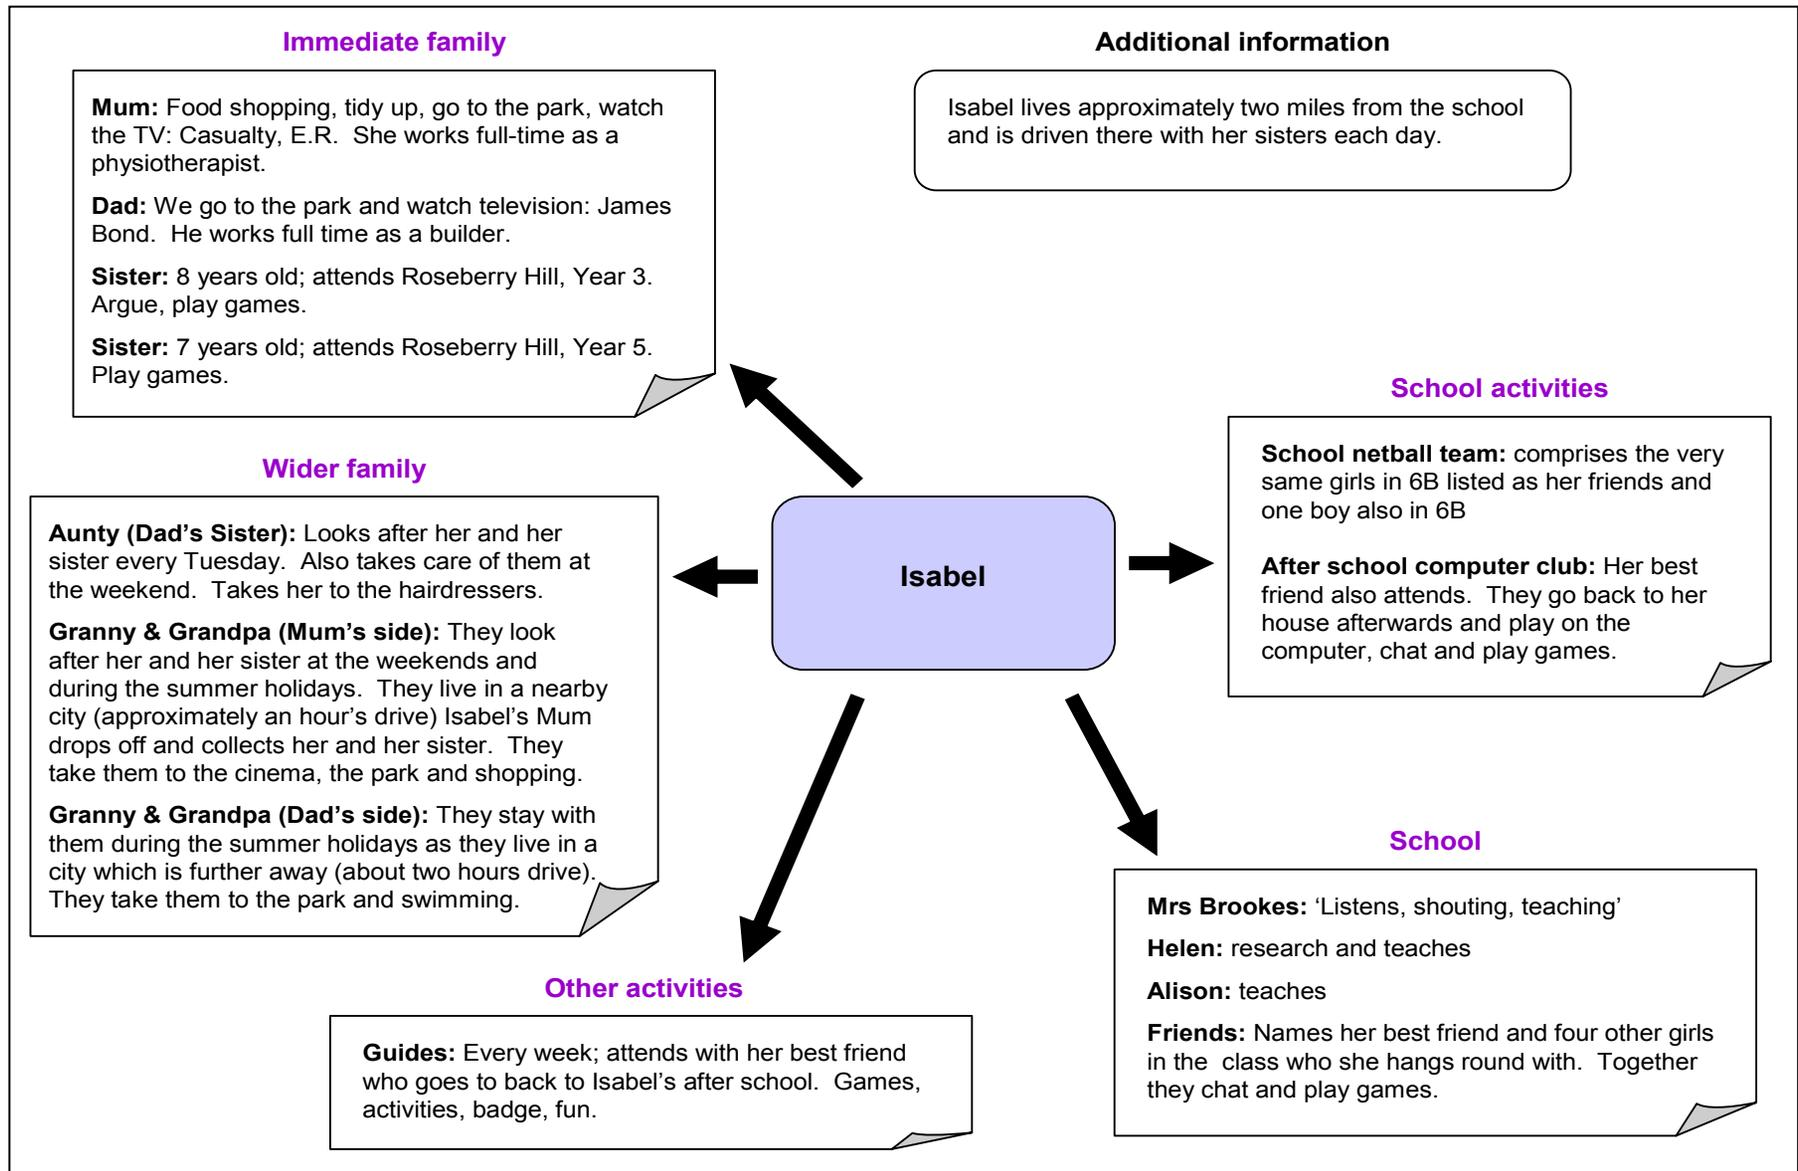 Immediate family
Mum: Food shopping, tidy up, go to the park, watch
the TV: Casualty, E.R. She works full-time as a
physiotherapist.
Dad: We go to the park and watch television: James
Bond. He works full time as a builder.
Sister: 8 years old; attends Roseberry Hill, Year 3.
Argue, play games.
Sister: 7 years old; attends Roseberry Hill, Year 5.
Play games.
Additional information
Isabel lives approximately two miles from the school
and is driven there with her sisters each day.
Wider family
Aunty (Dad's Sister): Looks after her and her
sister every Tuesday. Also takes care of them at
the weekend. Takes her to the hairdressers.
Granny & Grandpa (Mum's side): They look
after her and her sister at the weekends and
during the summer holidays. They live in a nearby
city (approximately an hour's drive) Isabel's Mum
drops off and collects her and her sister. They
take them to the cinema, the park and shopping.
Granny & Grandpa (Dad's side): They stay with
them during the summer holidays as they live in a
city which is further away (about two hours drive).
They take them to the park and swimming.
Isabel
School activities
School netball team: comprises the very
same girls in 6B listed as her friends and
one boy also in 6B
After school computer club: Her best
friend also attends. They go back to her
house afterwards and play on the
computer, chat and play games.
Other activities
Guides: Every week; attends with her best friend
who goes to back to Isabel's after school. Games,
activities, badge, fun.
School
Mrs Brookes: ‘Listens, shouting, teaching’
Helen: research and teaches
Alison: teaches
Friends: Names her best friend and four other girls
in the class who she hangs round with. Together
they chat and play games.